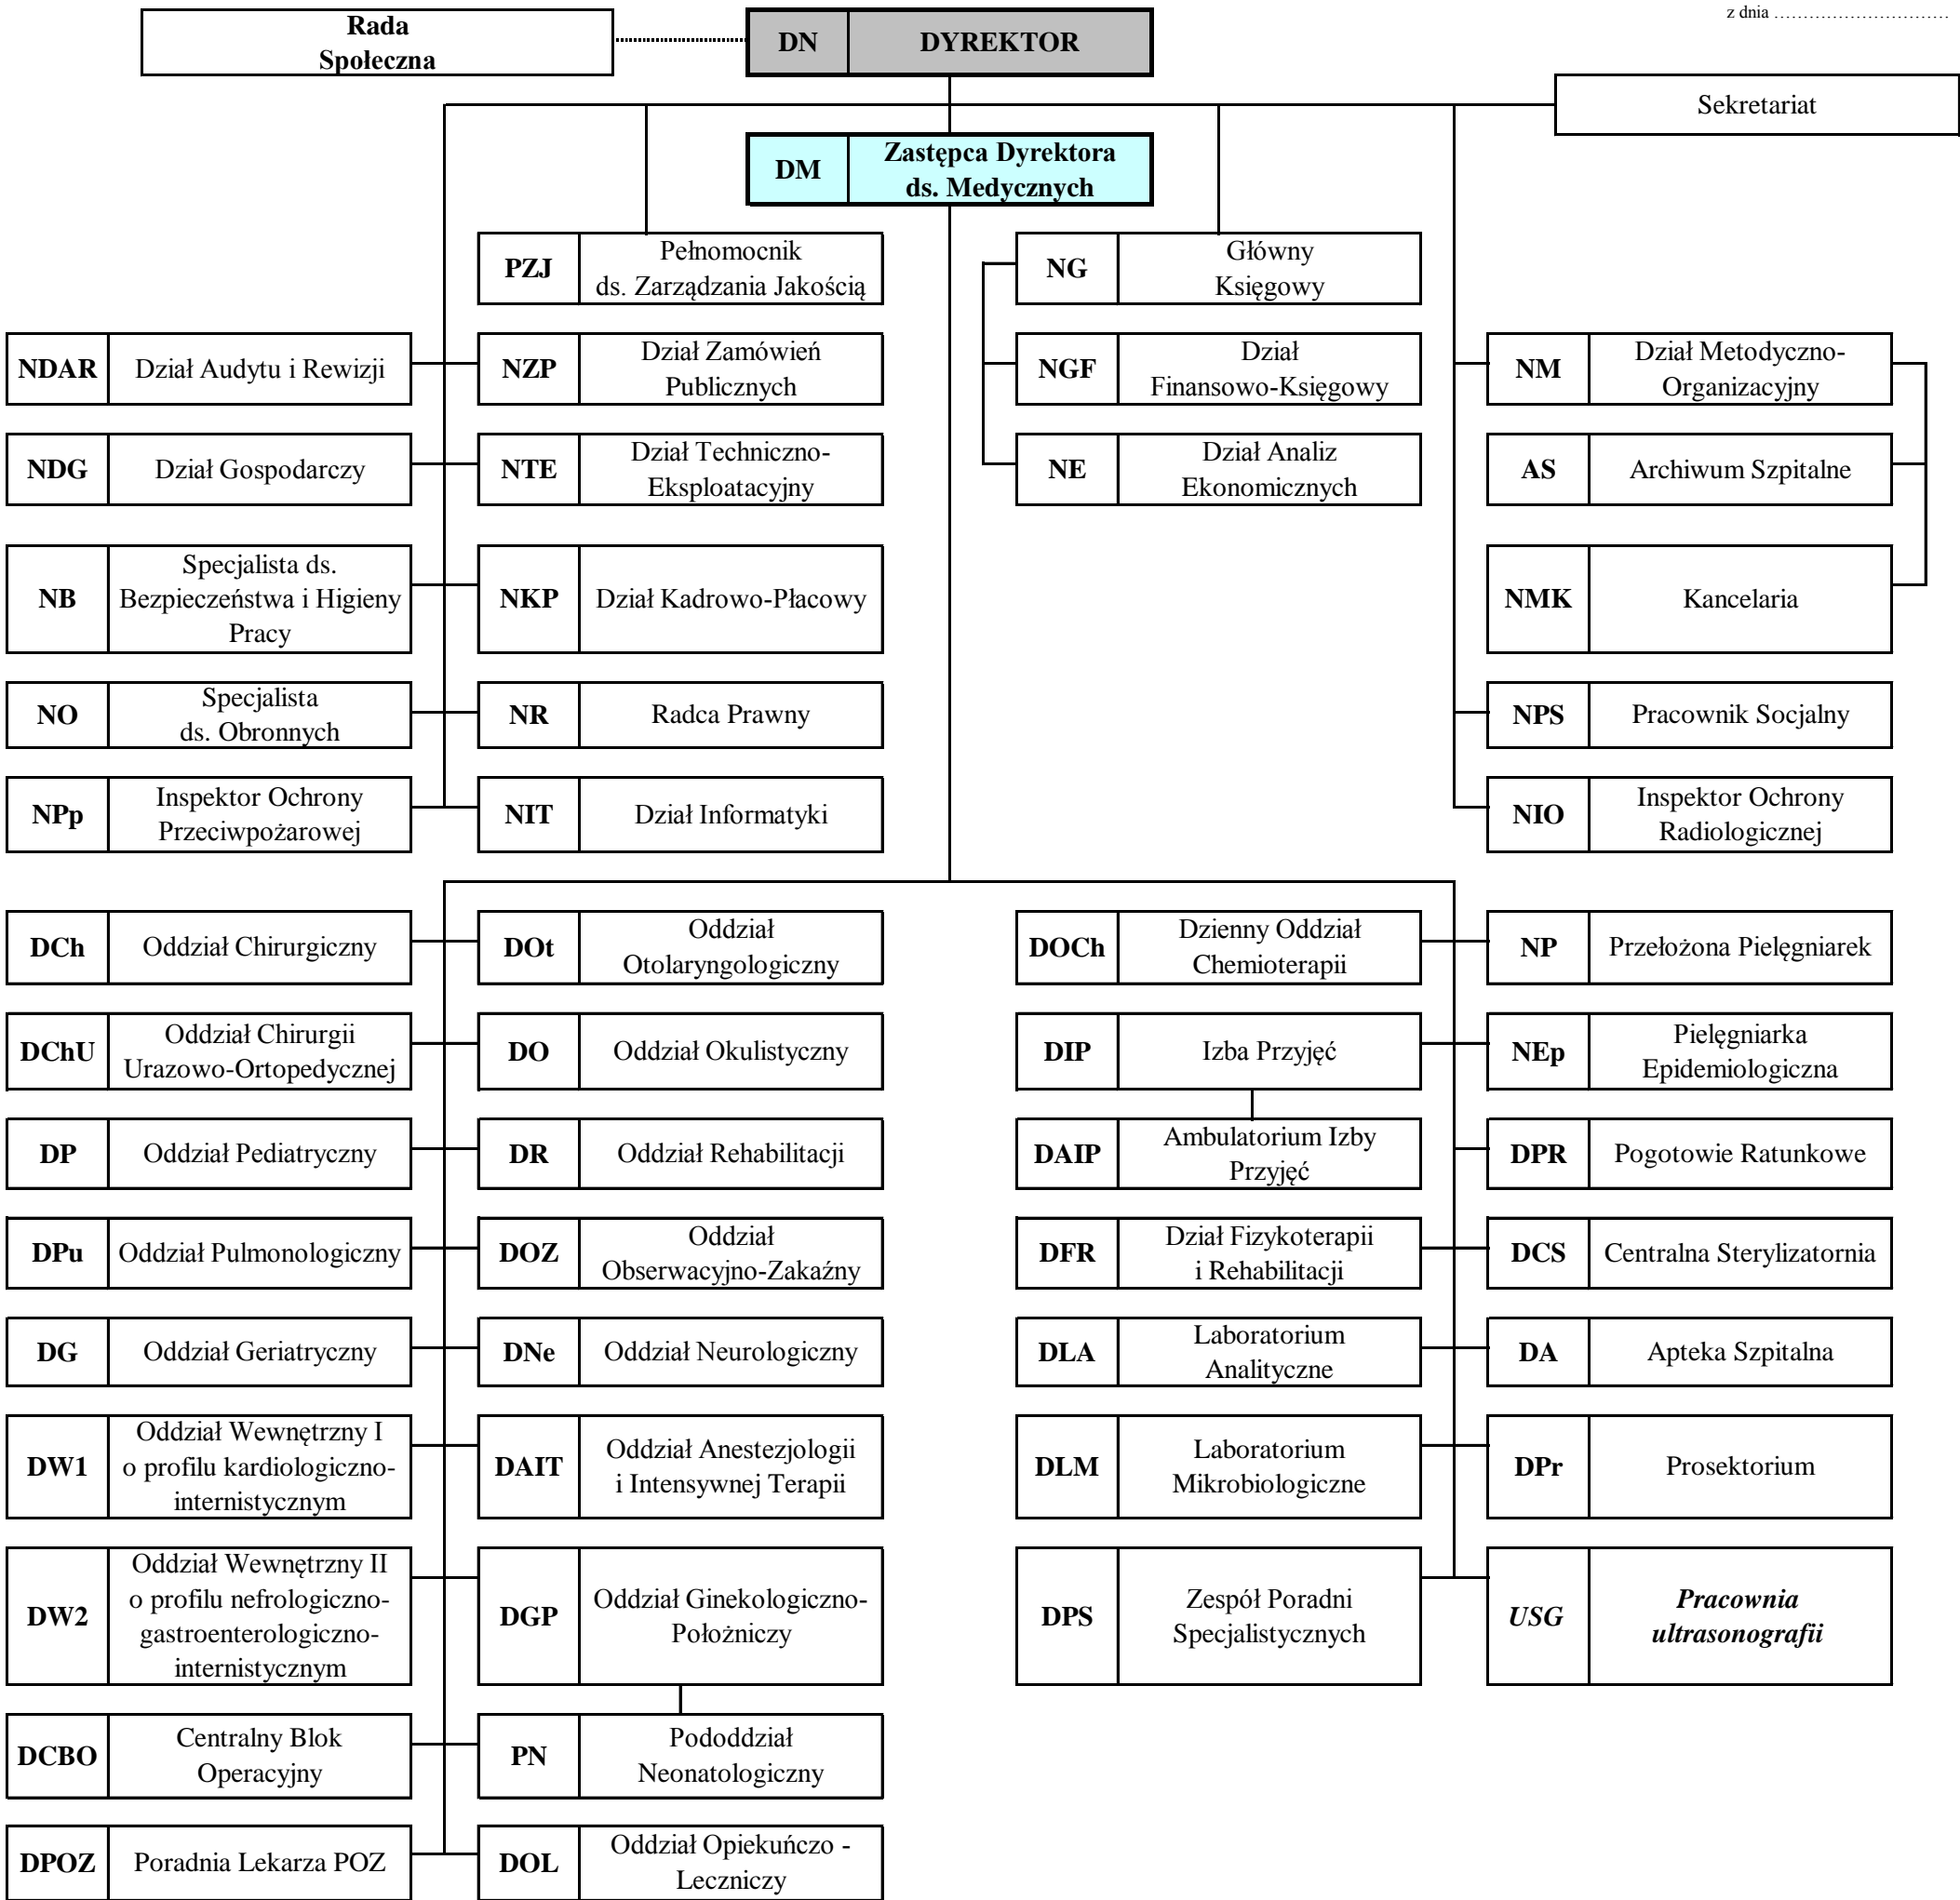 z dnia …………………………
Rada
Społeczna
DN
DYREKTOR
Sekretariat
DM
Zastępca Dyrektora
ds. Medycznych
PZJ
Pełnomocnik
ds. Zarządzania Jakością
NG
Główny
Księgowy
NDAR
Dział Audytu i Rewizji
NZP
Dział Zamówień
Publicznych
NGF
Dział
Finansowo-Księgowy
NM
Dział Metodyczno-
Organizacyjny
NDG
Dział Gospodarczy
NTE
Dział Techniczno-
Eksploatacyjny
NE
Dział Analiz
Ekonomicznych
AS
Archiwum Szpitalne
NB
Specjalista ds.
Bezpieczeństwa i Higieny
Pracy
NKP
Dział Kadrowo-Płacowy
NMK
Kancelaria
NO
Specjalista
ds. Obronnych
NR
Radca Prawny
NPS
Pracownik Socjalny
NPp
Inspektor Ochrony
Przeciwpożarowej
NIT
Dział Informatyki
NIO
Inspektor Ochrony
Radiologicznej
DCh
Oddział Chirurgiczny
DOt
Oddział
Otolaryngologiczny
DOCh
Dzienny Oddział
Chemioterapii
NP
Przełożona Pielęgniarek
DChU
Oddział Chirurgii
Urazowo-Ortopedycznej
DO
Oddział Okulistyczny
DIP
Izba Przyjęć
NEp
Pielęgniarka
Epidemiologiczna
DP
Oddział Pediatryczny
DR
Oddział Rehabilitacji
DAIP
Ambulatorium Izby
Przyjęć
DPR
Pogotowie Ratunkowe
DPu
Oddział Pulmonologiczny
DOZ
Oddział
Obserwacyjno-Zakaźny
DFR
Dział Fizykoterapii
i Rehabilitacji
DCS
Centralna Sterylizatornia
DG
Oddział Geriatryczny
DNe
Oddział Neurologiczny
DLA
Laboratorium
Analityczne
DA
Apteka Szpitalna
DW1
Oddział Wewnętrzny I
o profilu kardiologiczno-
internistycznym
DAIT
Oddział Anestezjologii
i Intensywnej Terapii
DLM
Laboratorium
Mikrobiologiczne
DPr
Prosektorium
DW2
Oddział Wewnętrzny II
o profilu nefrologiczno-
gastroenterologiczno-
internistycznym
DGP
Oddział Ginekologiczno-
Położniczy
DPS
Zespół Poradni
Specjalistycznych
USG
Pracownia
ultrasonografii
DCBO
Centralny Blok
Operacyjny
PN
Pododdział
Neonatologiczny
DPOZ
Poradnia Lekarza POZ
DOL
Oddział Opiekuńczo -
Leczniczy